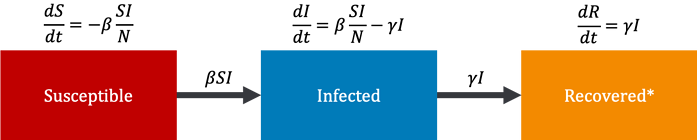 dS/dt = −β SI/N
dI/dt = β SI/N − γI
dR/dt = γI
Susceptible
βSI
Infected
γI
Recovered*